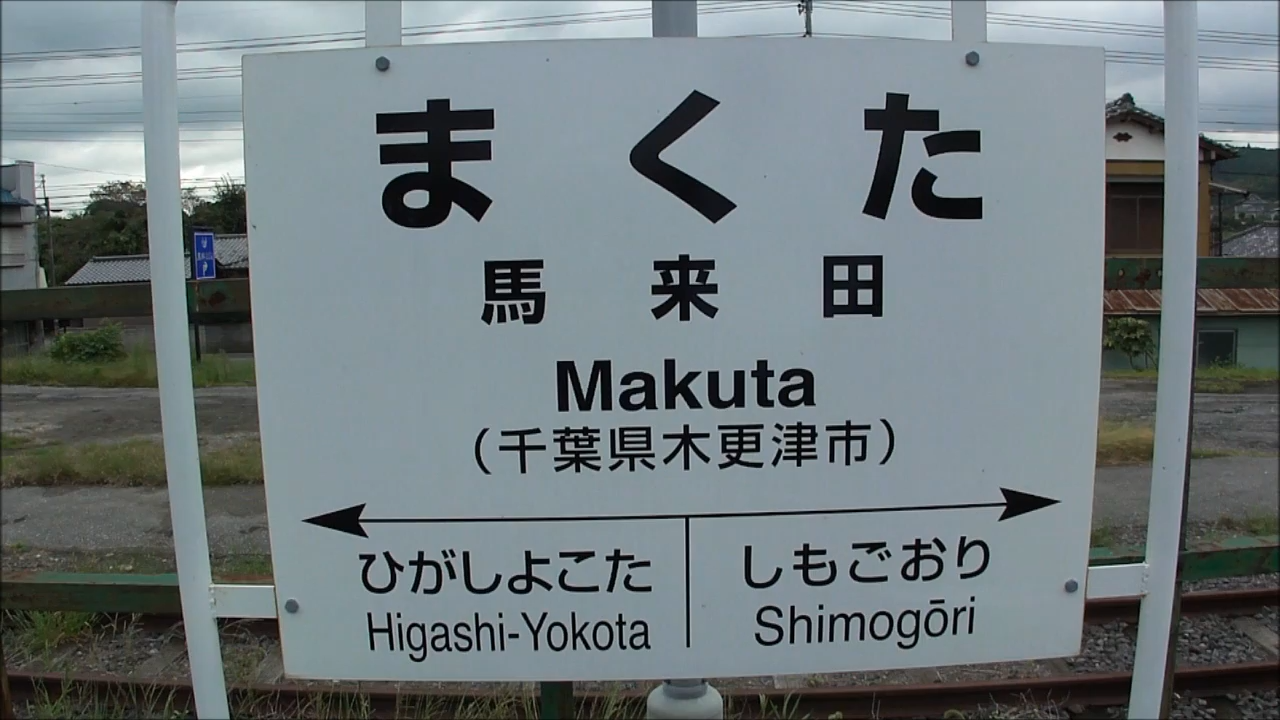 まくた
馬来田
Makuta
（千葉県木更津市）
ひがしよこた しもごおり
Higashi-Yokota Shimogōri